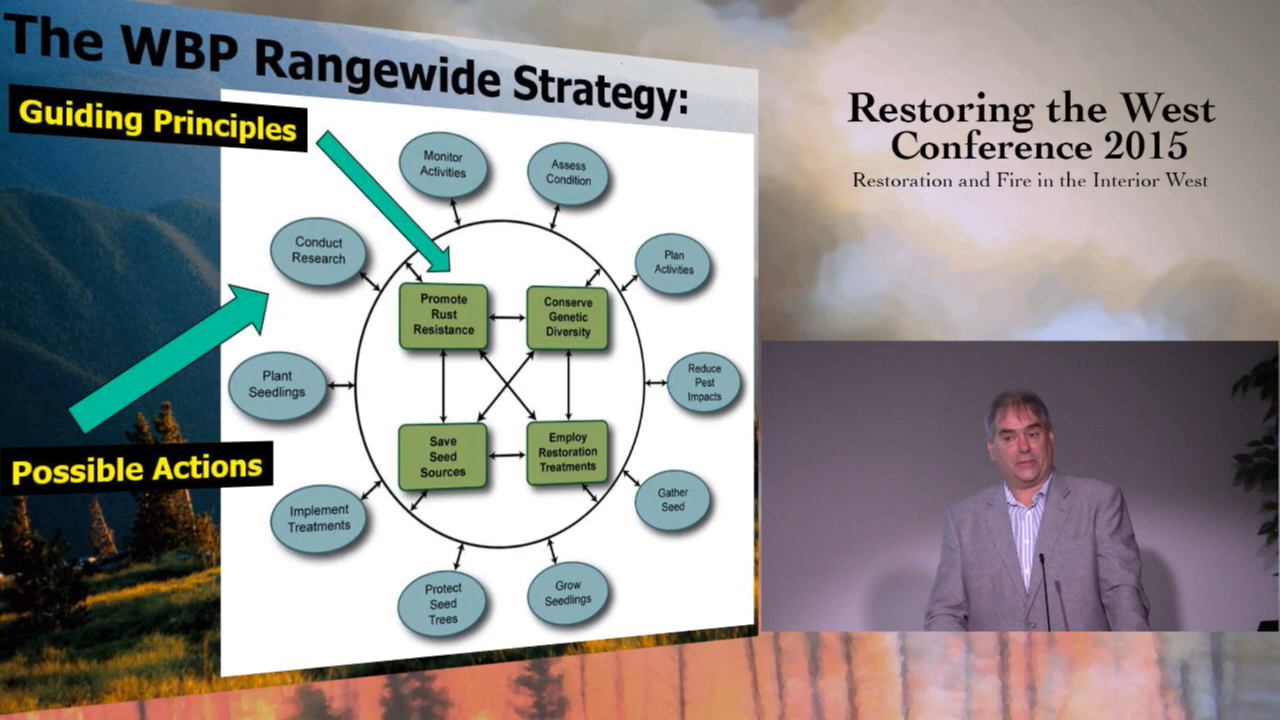 The WBP Rangewide Strategy:
Guiding Principles
Monitor
Activities
Assess
Condition
Conduct
Research
Plan
Activities
Promote
Rust
Resistance
Conserve
Genetic
Diversity
Plant
Seedlings
Reduce
Pest
Impacts
Save
Seed
Sources
Employ
Restoration
Treatments
Possible Actions
Implement
Treatments
Gather
Seed
Protect
Seed
Trees
Grow
Seedlings
Restoring the West
Conference 2015
Restoration and Fire in the Interior West